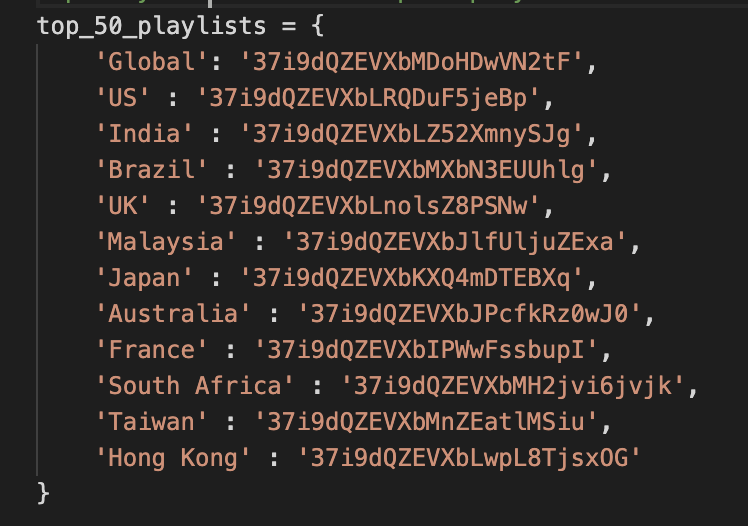 top_50_playlists = {
'Global': '37i9dQZEVXbMDoHDwVN2tF',
'US' : '37i9dQZEVXbLRQDuF5jeBp',
'India' : '37i9dQZEVXbLZ52XmnySJg',
'Brazil' : '37i9dQZEVXbMXbN3EUUhlg',
'UK' : '37i9dQZEVXbLnolsZ8PSNw',
'Malaysia' : '37i9dQZEVXbJlfUljuZExa',
'Japan' : '37i9dQZEVXbKXQ4mDTEBXq',
'Australia' : '37i9dQZEVXbJPcfkRz0wJ0',
'France' : '37i9dQZEVXbIPWwFssbupI',
'South Africa' : '37i9dQZEVXbMH2jvi6jvjk',
'Taiwan' : '37i9dQZEVXbMnZEatlMSiu',
'Hong Kong' : '37i9dQZEVXbLwpL8TjsxOG'
}